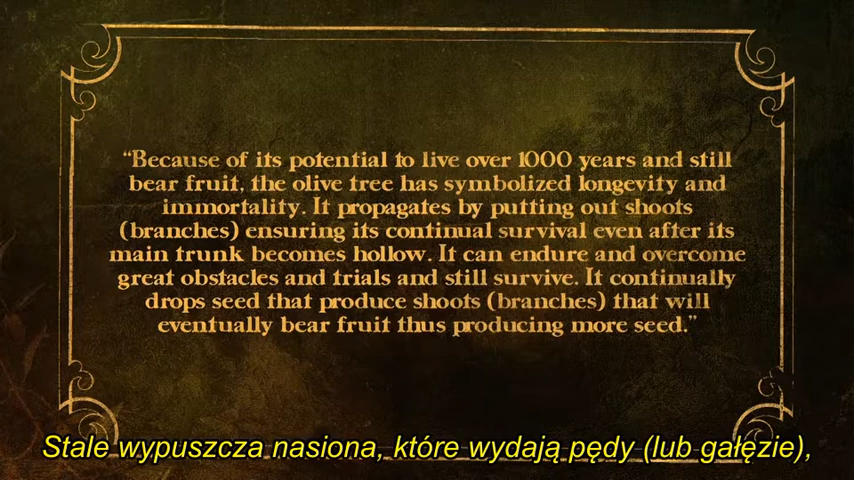 “Because of its potential to live over 1000 years and still
bear fruit, the olive tree has symbolized longevity and
immortality. It propagates by putting out shoots
(branches) ensuring its continual survival even after its
main trunk becomes hollow. It can endure and overcome
great obstacles and trials and still survive. It continually
drops seed that produce shoots (branches) that will
eventually bear fruit thus producing more seed.”
Stale wypuszcza nasiona, które wydają pędy (lub gałęzie),